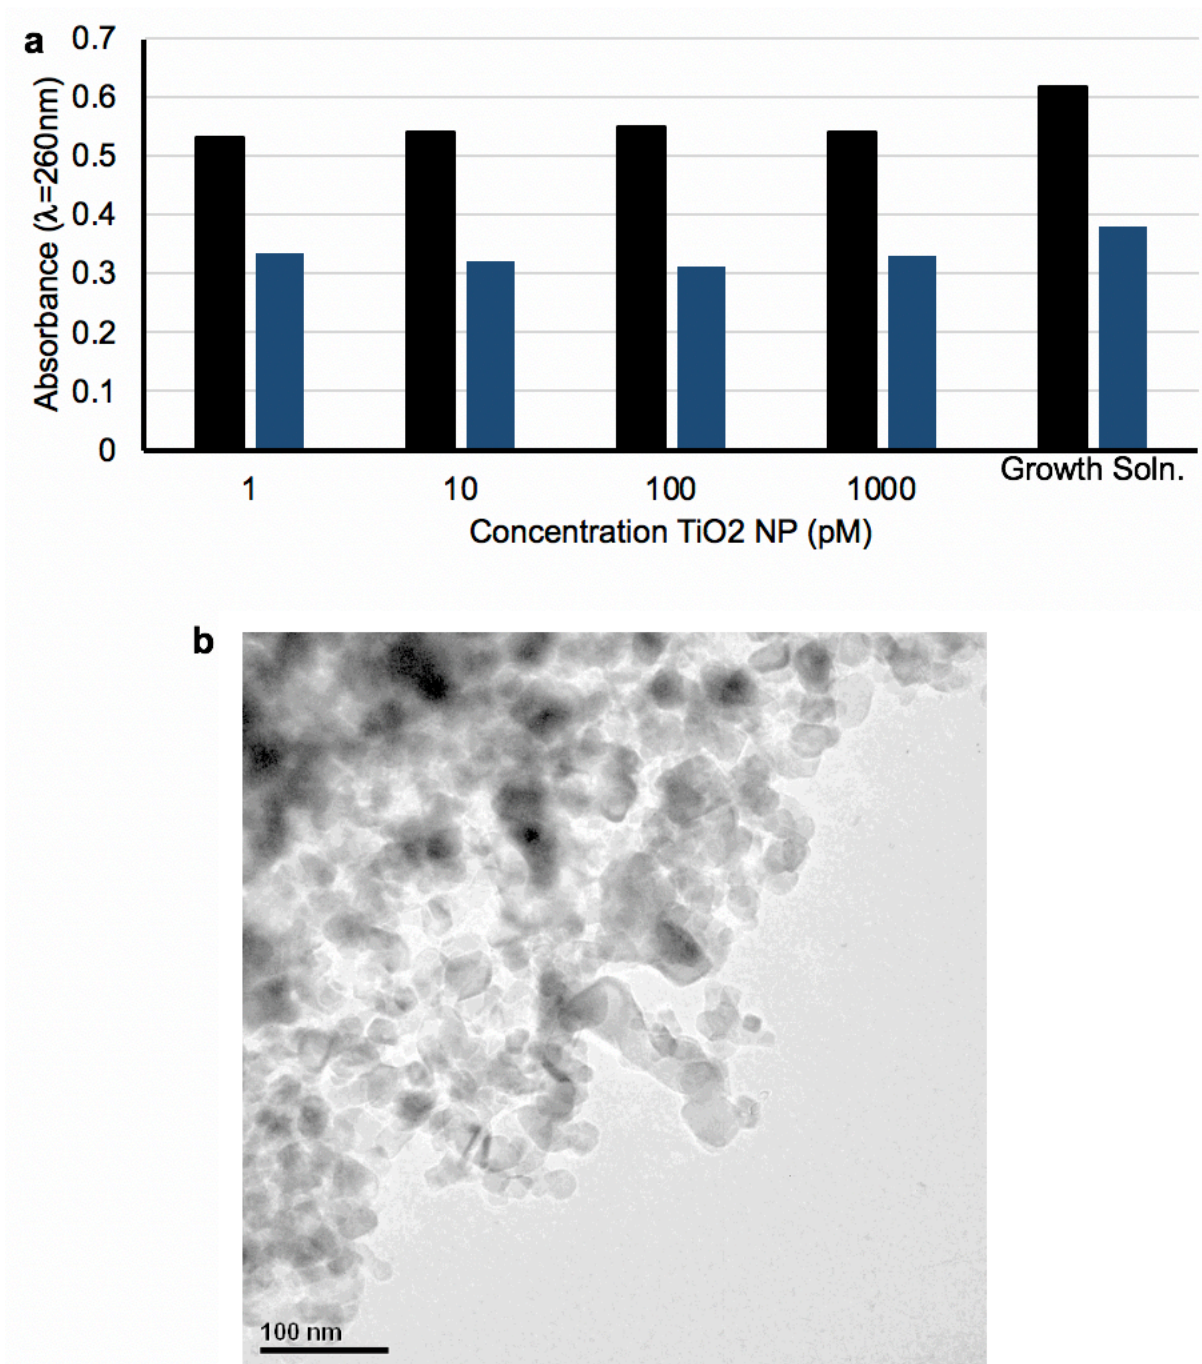 a
0.7
0.6
0.5
0.4
0.3
0.2
0.1
0
Absorbance (λ=260nm)
1 10 100 1000 Growth Soln.
Concentration TiO2 NP (pM)
b
100 nm